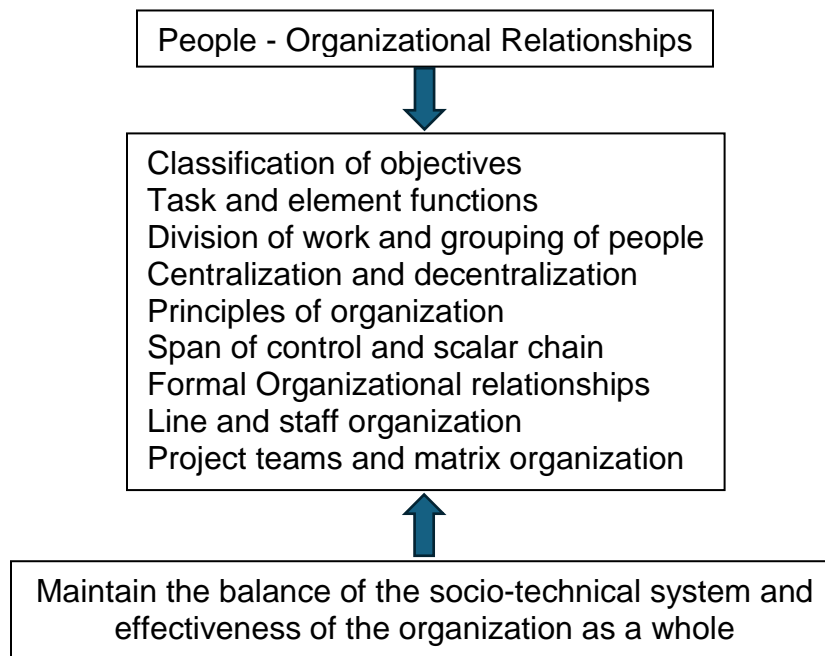 People - Organizational Relationships
Classification of objectives
Task and element functions
Division of work and grouping of people
Centralization and decentralization
Principles of organization
Span of control and scalar chain
Formal Organizational relationships
Line and staff organization
Project teams and matrix organization
Maintain the balance of the socio-technical system and
effectiveness of the organization as a whole